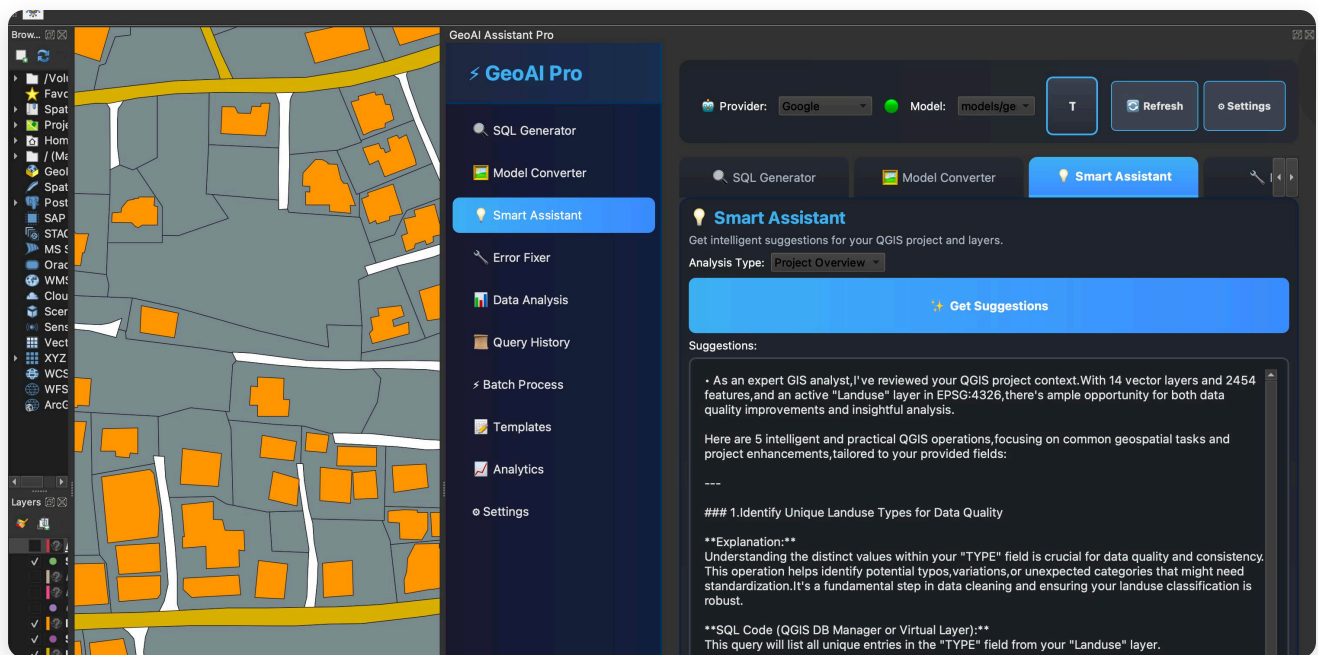 Brow...
GeoAI Assistant Pro
/Volu
Favo
Spat
Proje
Hom
/ (Ma
Geol
Spat
Post
SAP
STAC
MS S
Orac
WMS
Clou
Scen
Sens
Vect
XYZ
WCS
WFS
ArcG
Layers
⚡ GeoAI Pro
SQL Generator
Model Converter
Smart Assistant
Error Fixer
Data Analysis
Query History
⚡ Batch Process
Templates
Analytics
Settings
Provider: Google Model: models/ge T Refresh Settings
SQL Generator Model Converter Smart Assistant
Smart Assistant
Get intelligent suggestions for your QGIS project and layers.
Analysis Type: Project Overview
✨ Get Suggestions
Suggestions:
• As an expert GIS analyst,I've reviewed your QGIS project context.With 14 vector layers and 2454
features,and an active "Landuse" layer in EPSG:4326,there's ample opportunity for both data
quality improvements and insightful analysis.
Here are 5 intelligent and practical QGIS operations,focusing on common geospatial tasks and
project enhancements,tailored to your provided fields:
---
### 1.Identify Unique Landuse Types for Data Quality
**Explanation:**
Understanding the distinct values within your "TYPE" field is crucial for data quality and consistency.
This operation helps identify potential typos,variations,or unexpected categories that might need
standardization.It's a fundamental step in data cleaning and ensuring your landuse classification is
robust.
**SQL Code (QGIS DB Manager or Virtual Layer):**
This query will list all unique entries in the "TYPE" field from your "Landuse" layer.